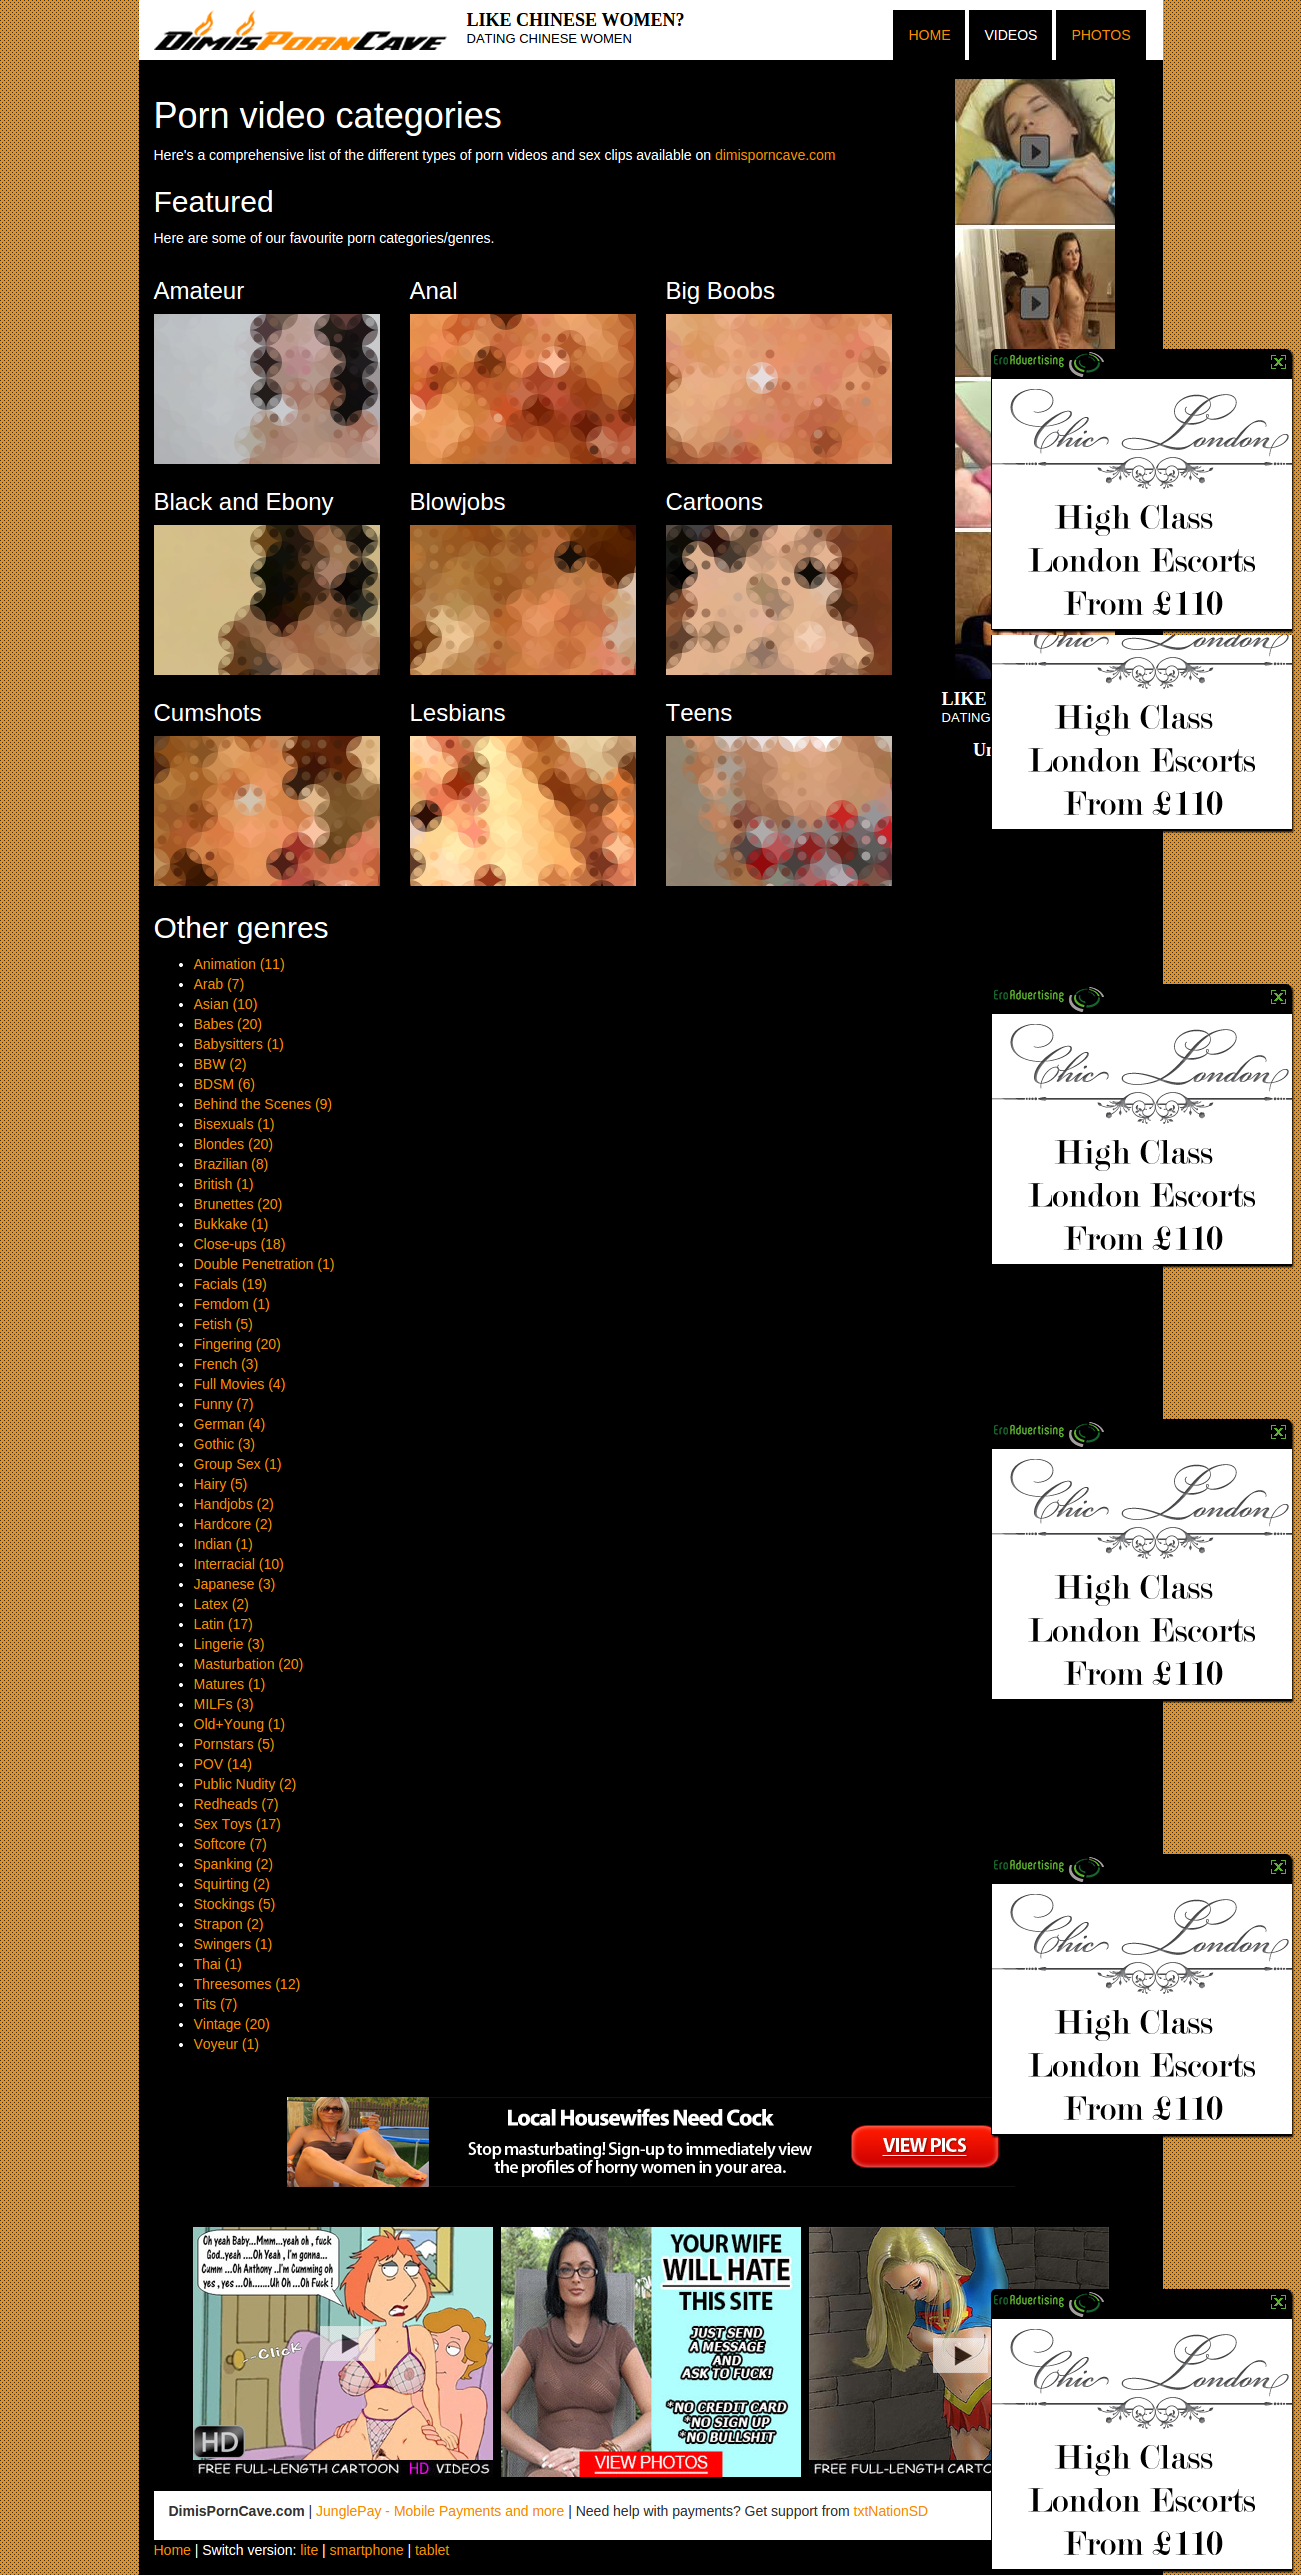 DimisPornCave
LIKE CHINESE WOMEN?
DATING CHINESE WOMEN
HOME
VIDEOS
PHOTOS
Porn video categories
Here's a comprehensive list of the different types of porn videos and sex clips available on dimisporncave.com
Featured
Here are some of our favourite porn categories/genres.
Amateur
Anal
Big Boobs
Black and Ebony
Blowjobs
Cartoons
Cumshots
Lesbians
Teens
EroAdvertising
Chic London
High Class
London Escorts
From £110
Chic London
High Class
London Escorts
From £110
LIKE
DATING
Other genres
Animation (11)
Arab (7)
Asian (10)
Babes (20)
Babysitters (1)
BBW (2)
BDSM (6)
Behind the Scenes (9)
Bisexuals (1)
Blondes (20)
Brazilian (8)
British (1)
Brunettes (20)
Bukkake (1)
Close-ups (18)
Double Penetration (1)
Facials (19)
Femdom (1)
Fetish (5)
Fingering (20)
French (3)
Full Movies (4)
Funny (7)
German (4)
Gothic (3)
Group Sex (1)
Hairy (5)
Handjobs (2)
Hardcore (2)
Indian (1)
Interracial (10)
Japanese (3)
Latex (2)
Latin (17)
Lingerie (3)
Masturbation (20)
Matures (1)
MILFs (3)
Old+Young (1)
Pornstars (5)
POV (14)
Public Nudity (2)
Redheads (7)
Sex Toys (17)
Softcore (7)
Spanking (2)
Squirting (2)
Stockings (5)
Strapon (2)
Swingers (1)
Thai (1)
Threesomes (12)
Tits (7)
Vintage (20)
Voyeur (1)
EroAdvertising
Chic London
High Class
London Escorts
From £110
EroAdvertising
Chic London
High Class
London Escorts
From £110
EroAdvertising
Chic London
High Class
London Escorts
From £110
Local Housewifes Need Cock
Stop masturbating! Sign-up to immediately view
the profiles of horny women in your area.
VIEW PICS
Oh yeah Baby...Mmm...yeah oh , fuck
God..yeah ....Oh Yeah , I'm gonna...
Cumm ...Oh Anthony ..I'm Cumming oh
yes , yes ...Oh.......Uh Oh ...Oh Fuck !
Click
HD
FREE FULL-LENGTH CARTOON HD VIDEOS
YOUR WIFE
WILL HATE
THIS SITE
JUST SEND
A MESSAGE
AND
ASK TO FUCK!
*NO CREDIT CARD
*NO SIGN UP
*NO BULLSHIT
VIEW PHOTOS
FREE FULL-LENGTH
EroAdvertising
Chic London
High Class
London Escorts
From £110
DimisPornCave.com | JunglePay - Mobile Payments and more | Need help with payments? Get support from txtNationSD
Home | Switch version: lite | smartphone | tablet